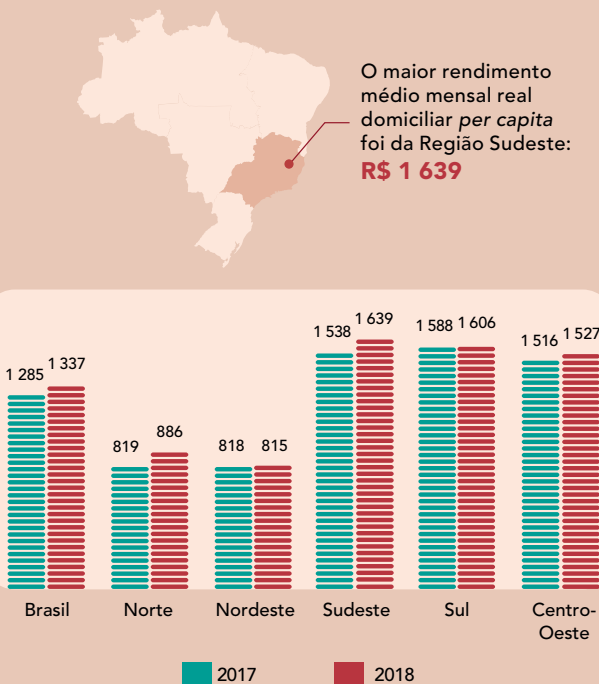 O maior rendimento
médio mensal real
domiciliar per capita
foi da Região Sudeste:
R$ 1 639
1 285 1 337
819 886
818 815
1 538 1 639
1 588 1 606
1 516 1 527
Brasil Norte Nordeste Sudeste Sul Centro-
Oeste
2017 2018